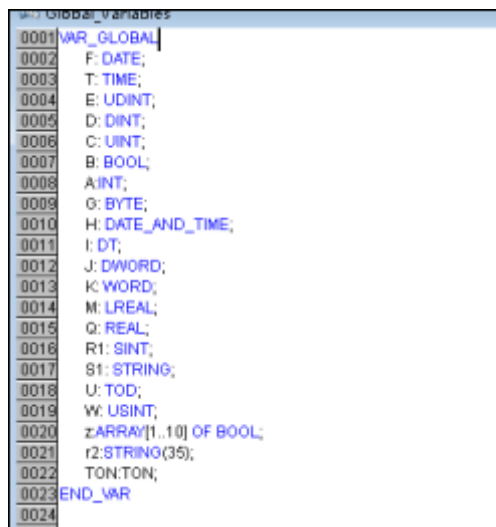 Global_Variables
0001 VAR_GLOBAL
0002 F: DATE;
0003 T: TIME;
0004 E: UDINT;
0005 D: DINT;
0006 C: UINT;
0007 B: BOOL;
0008 A:INT;
0009 G: BYTE;
0010 H: DATE_AND_TIME;
0011 I: DT;
0012 J: DWORD;
0013 K: WORD;
0014 M: LREAL;
0015 Q: REAL;
0016 R1: SINT;
0017 S1: STRING;
0018 U: TOD;
0019 W: USINT;
0020 z:ARRAY[1..10] OF BOOL;
0021 r2:STRING(35);
0022 TON:TON;
0023 END_VAR
0024